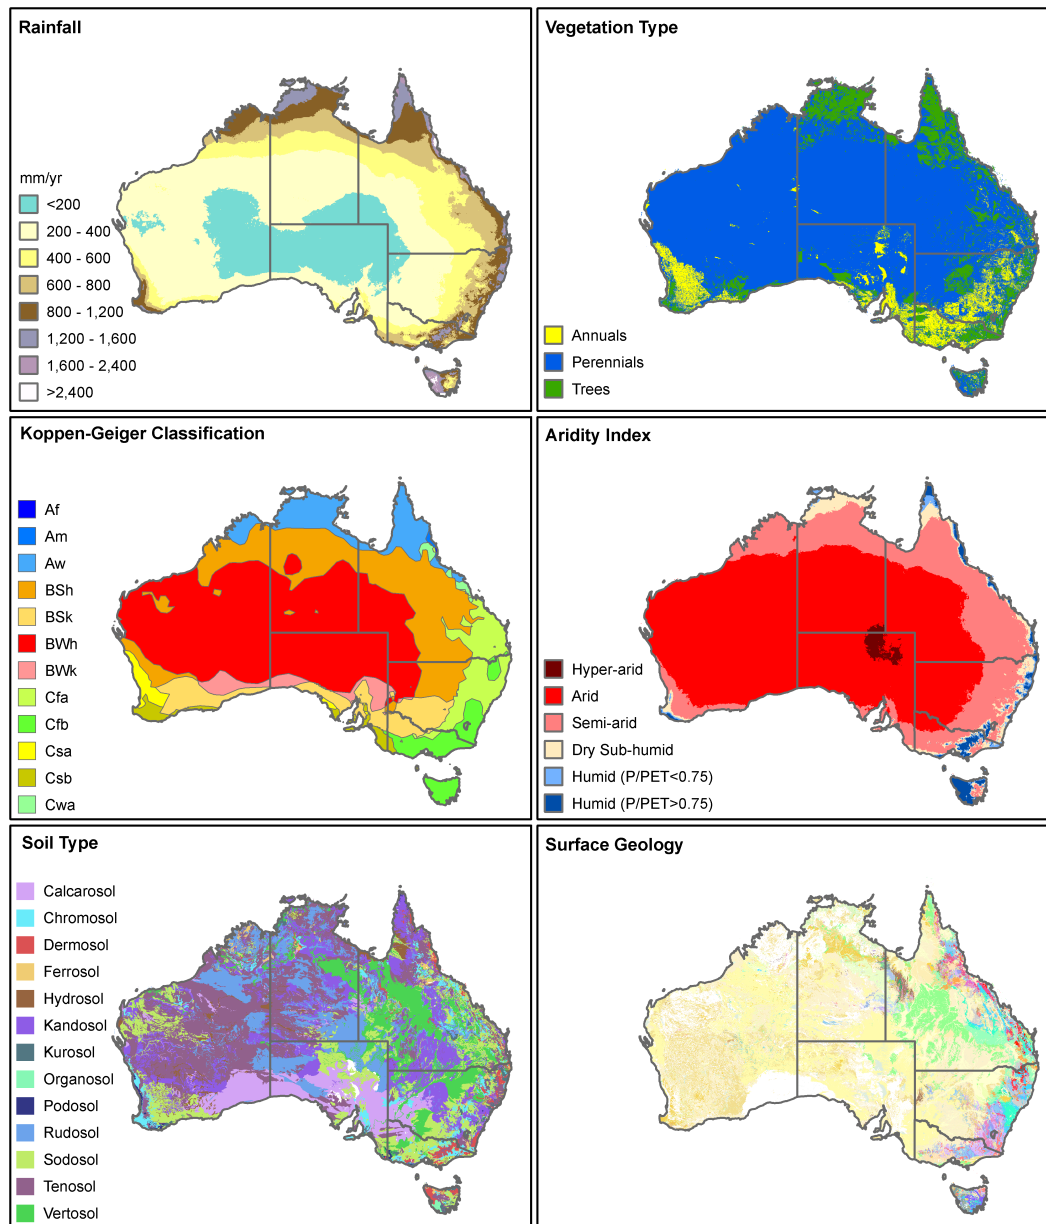 Rainfall
mm/yr
<200
200 - 400
400 - 600
600 - 800
800 - 1,200
1,200 - 1,600
1,600 - 2,400
>2,400
Vegetation Type
Annuals
Perennials
Trees
Koppen-Geiger Classification
Af
Am
Aw
BSh
BSk
BWh
BWk
Cfa
Cfb
Csa
Csb
Cwa
Aridity Index
Hyper-arid
Arid
Semi-arid
Dry Sub-humid
Humid (P/PET<0.75)
Humid (P/PET>0.75)
Soil Type
Calcarosol
Chromosol
Dermosol
Ferrosol
Hydrosol
Kandosol
Kurosol
Organosol
Podosol
Rudosol
Sodosol
Tenosol
Vertosol
Surface Geology